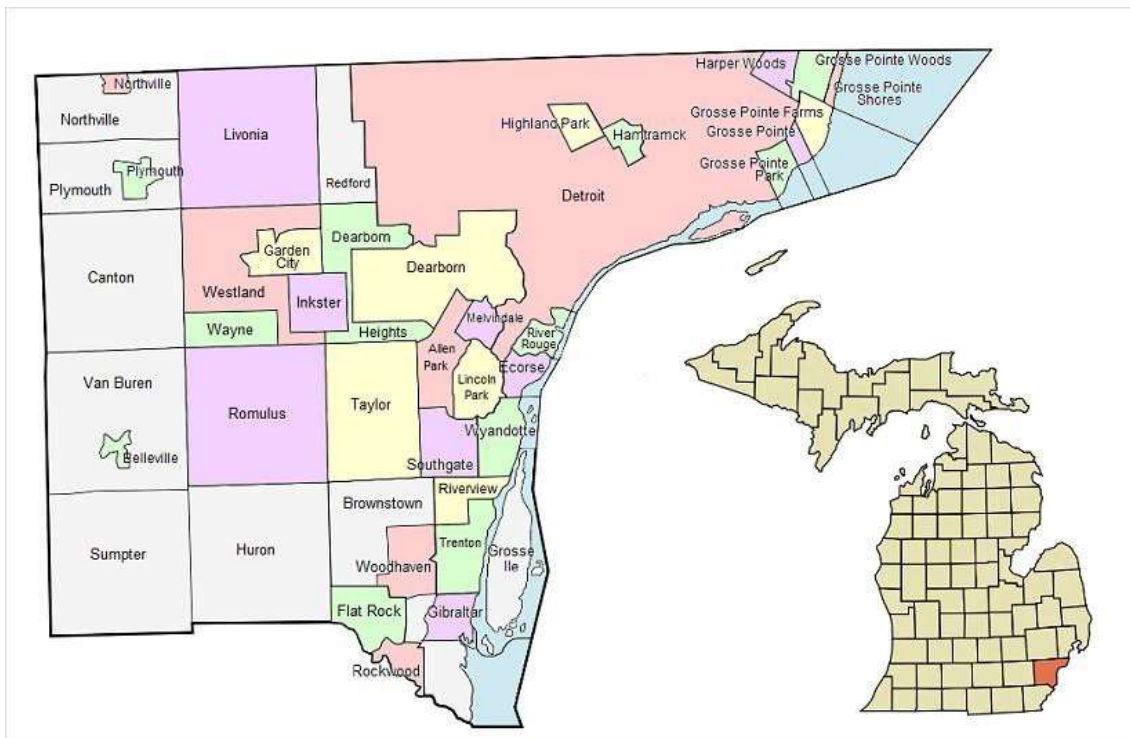 Northville
Northville
Livonia
Plymouth
Plymouth
Redford
Harper Woods
Grosse Pointe Woods
Grosse Pointe
Shores
Grosse Pointe Farms
Grosse Pointe
Grosse Pointe
Park
Highland Park
Hamtramck
Detroit
Canton
Westland
Garden
City
Inkster
Wayne
Dearborn
Heights
Dearborn
Melvindale
Allen
Park
Lincoln
Park
River
Rouge
Ecorse
Van Buren
Belleville
Romulus
Taylor
Southgate
Wyandotte
Sumpter
Huron
Brownstown
Riverview
Trenton
Woodhaven
Grosse
Ile
Flat Rock
Gibraltar
Rockwood